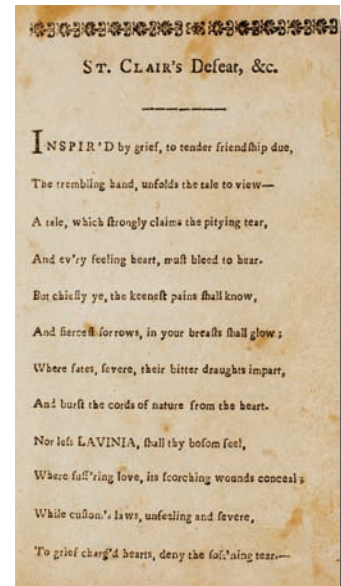 ST. CLAIR'S Defeat, &c.
INSPIR'D by grief, to tender friendſhip due,
The trembling hand, unfolds the tale to view—
A tale, which ſtrongly claims the pitying tear,
And ev'ry feeling heart, muſt bleed to hear.
But chiefly ye, the keeneſt pains ſhall know,
And fierceſt ſorrows, in your breaſts ſhall glow;
Where fates, ſevere, their bitter draughts impart,
And burſt the cords of nature from the heart.
Nor leſs LAVINIA, ſhall thy boſom feel,
Where ſuff'ring love, its ſcorching wounds conceal;
While cuſtom's laws, unfeeling and ſevere,
To grief charg'd hearts, deny the ſoft'ning tear.—